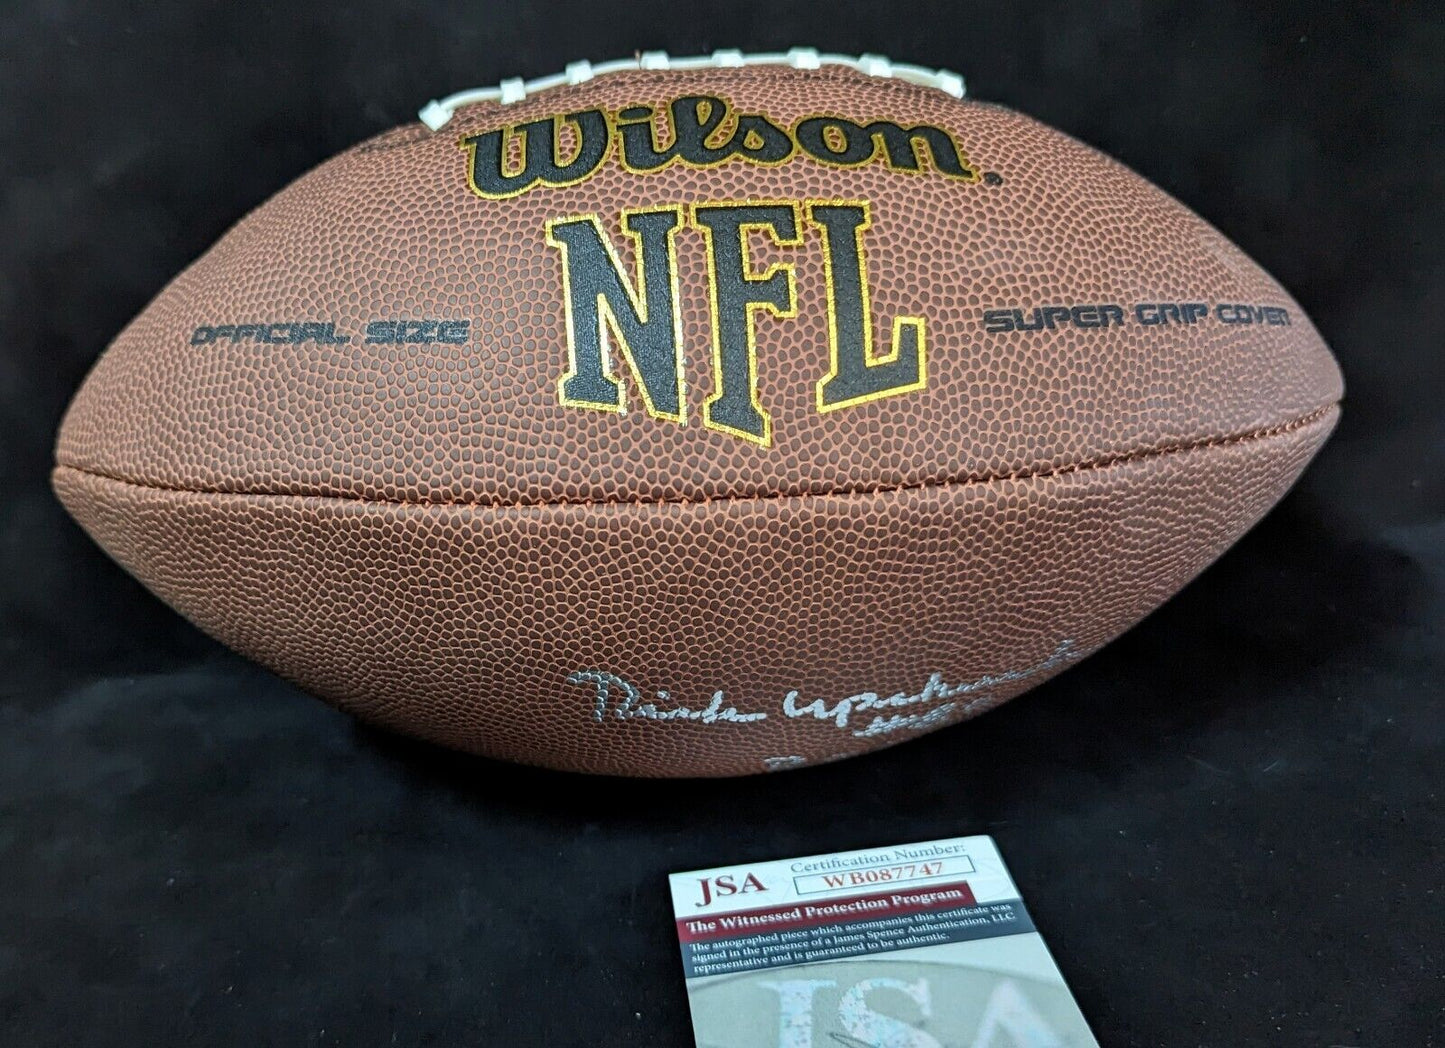 Wilson®
NFL
OFFICIAL SIZE
SUPER GRIP COVER
JSA
Certification Number:
WB087747
The Witnessed Protection Program
The autographed piece which accompanies this certificate was
signed in the presence of a James Spence Authentication, LLC
representative and is guaranteed to be authentic.
JSA